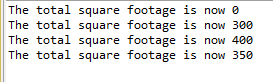 The total square footage is now 0
The total square footage is now 300
The total square footage is now 400
The total square footage is now 350